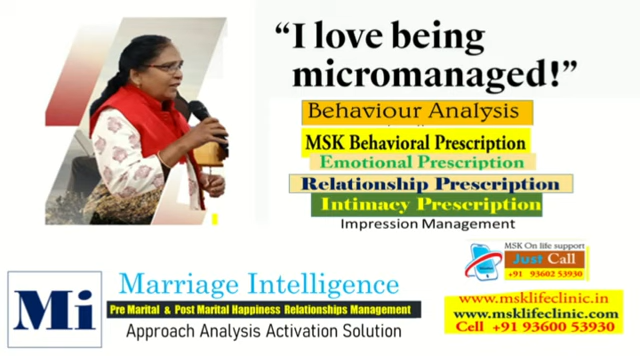 “I love being
micromanaged!”
Behaviour Analysis
MSK Behavioral Prescription
Emotional Prescription
Relationship Prescription
Intimacy Prescription
Impression Management
MSK On life support
Just Call
+91 93602 53930
Mi
Marriage Intelligence
Pre Marital & Post Marital Happiness Relationships Management
Approach Analysis Activation Solution
www.msklifeclinic.in
www.msklifeclinic.com
Cell +91 93600 53930